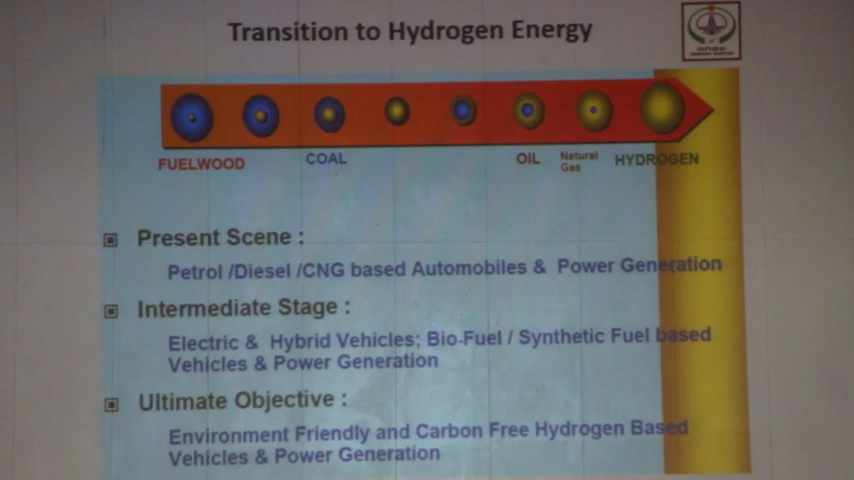 Transition to Hydrogen Energy
FUELWOOD
COAL
OIL
Natural
Gas
HYDROGEN
Present Scene :
Petrol /Diesel /CNG based Automobiles & Power Generation
Intermediate Stage :
Electric & Hybrid Vehicles; Bio-Fuel / Synthetic Fuel based
Vehicles & Power Generation
Ultimate Objective :
Environment Friendly and Carbon Free Hydrogen Based
Vehicles & Power Generation